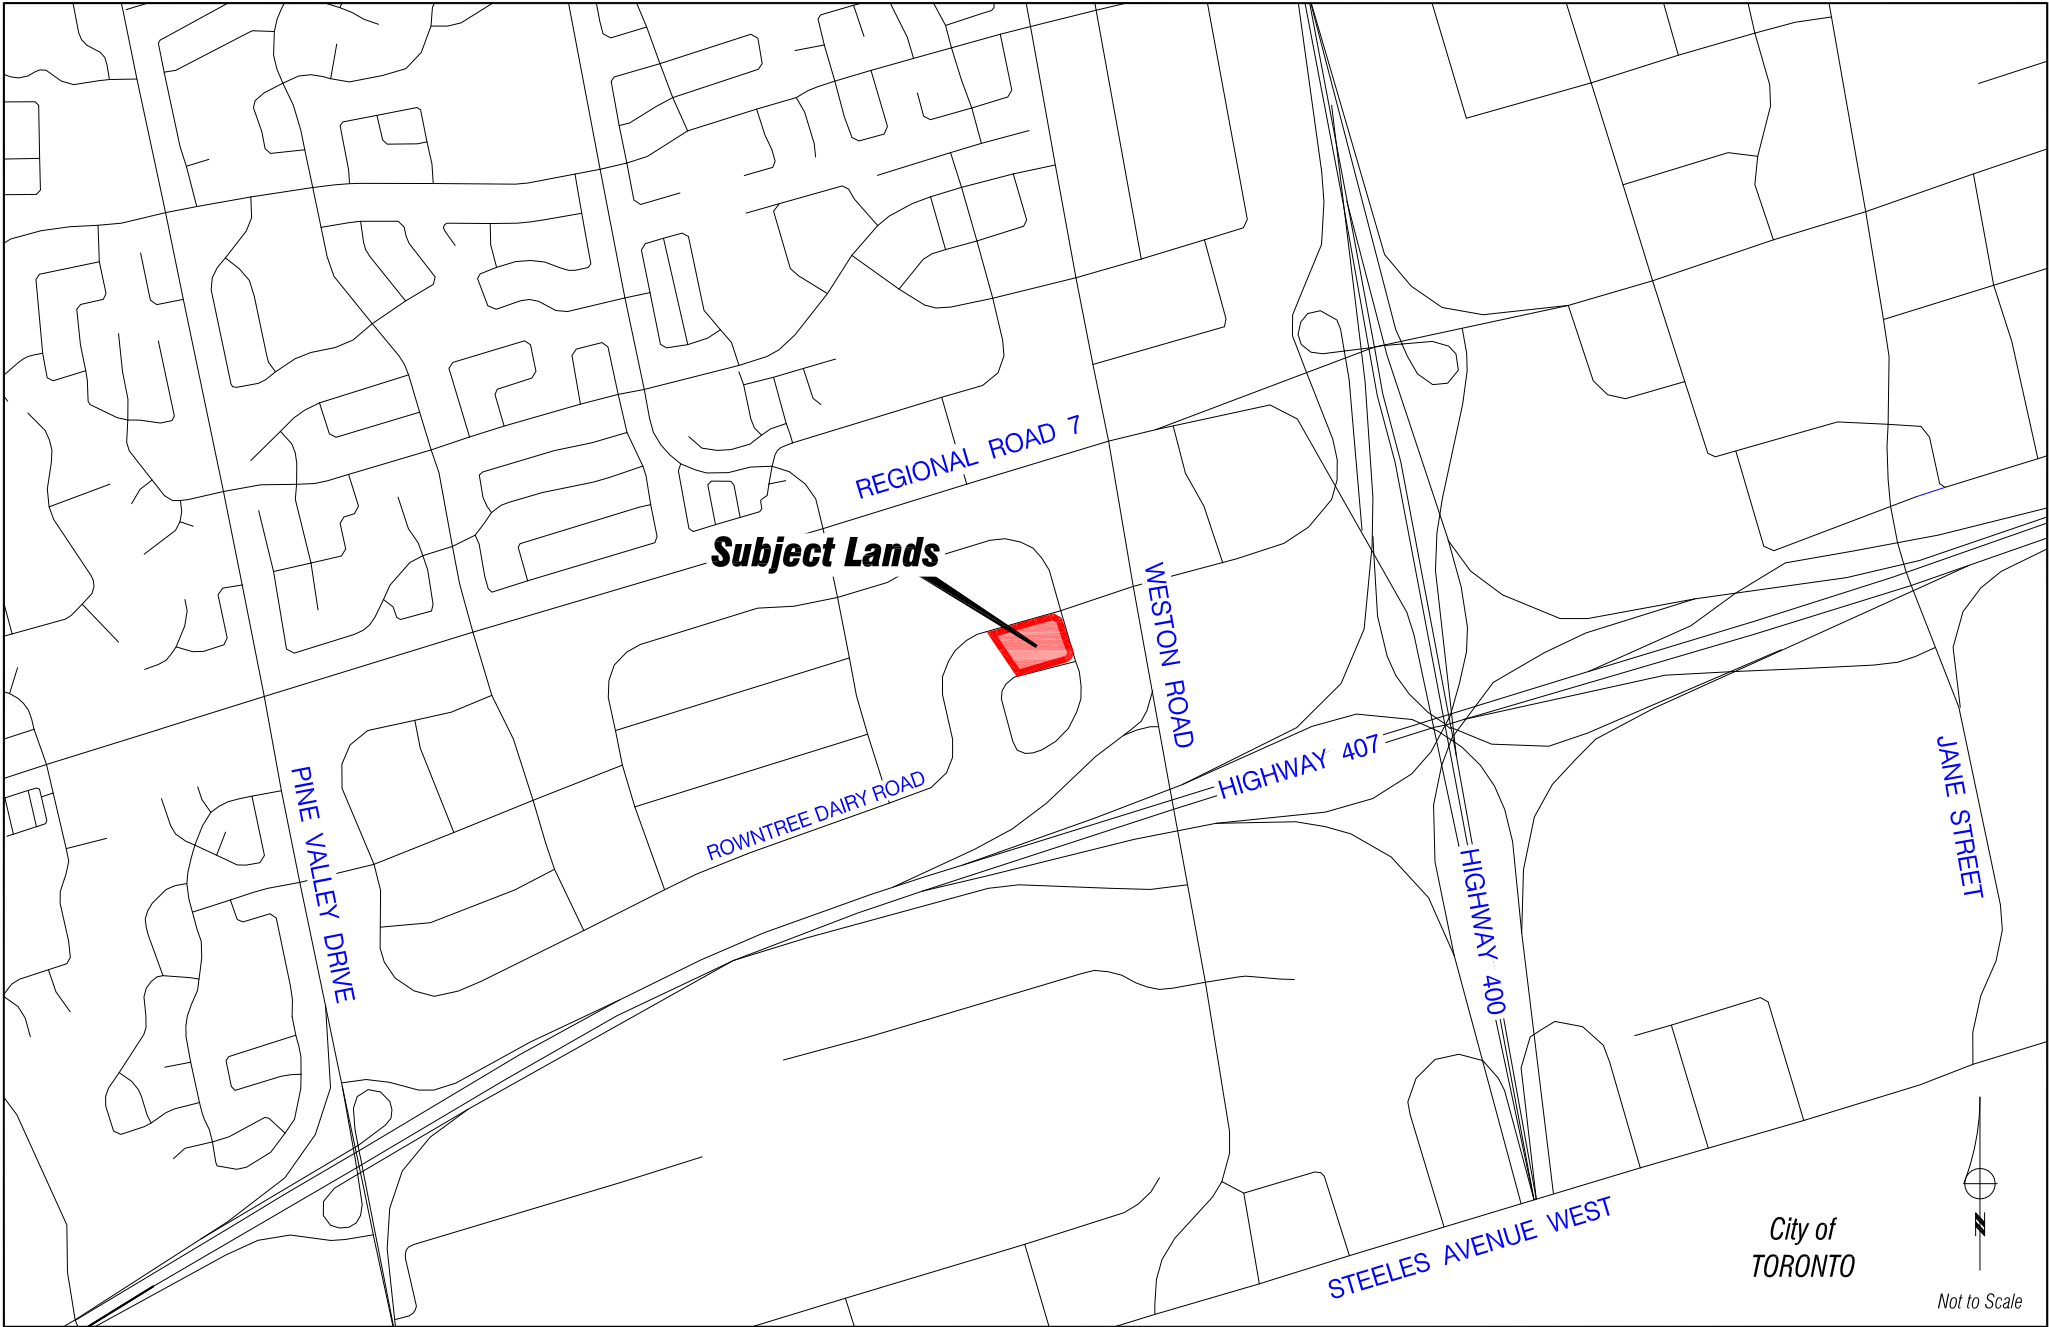 REGIONAL ROAD 7
Subject Lands
WESTON ROAD
HIGHWAY 407
JANE STREET
PINE VALLEY DRIVE
ROWNTREE DAIRY ROAD
HIGHWAY 400
STEELES AVENUE WEST
City of
TORONTO
N
Not to Scale